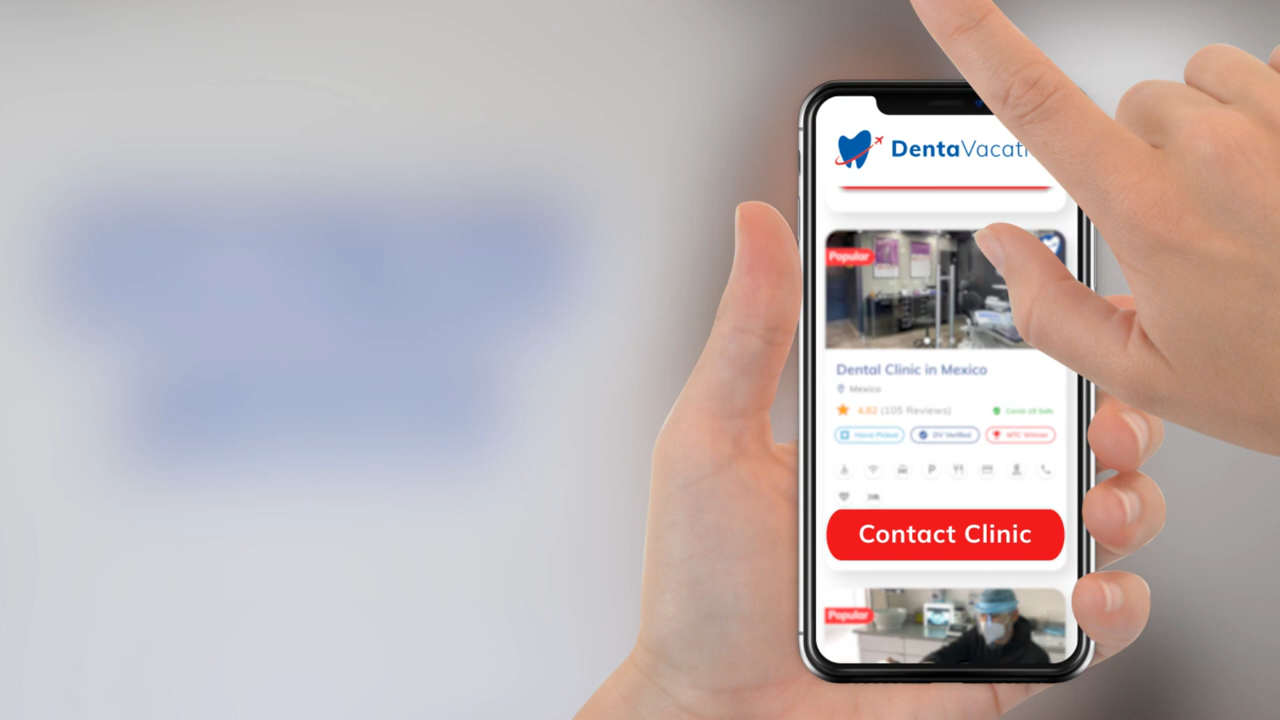 DentaVacati
Popular
Dental Clinic in Mexico
Mexico
4.82 (105 Reviews)
Covid-19 Safe
Hand-Picked
DV Verified
MTC Winner
P
Contact Clinic
Popular